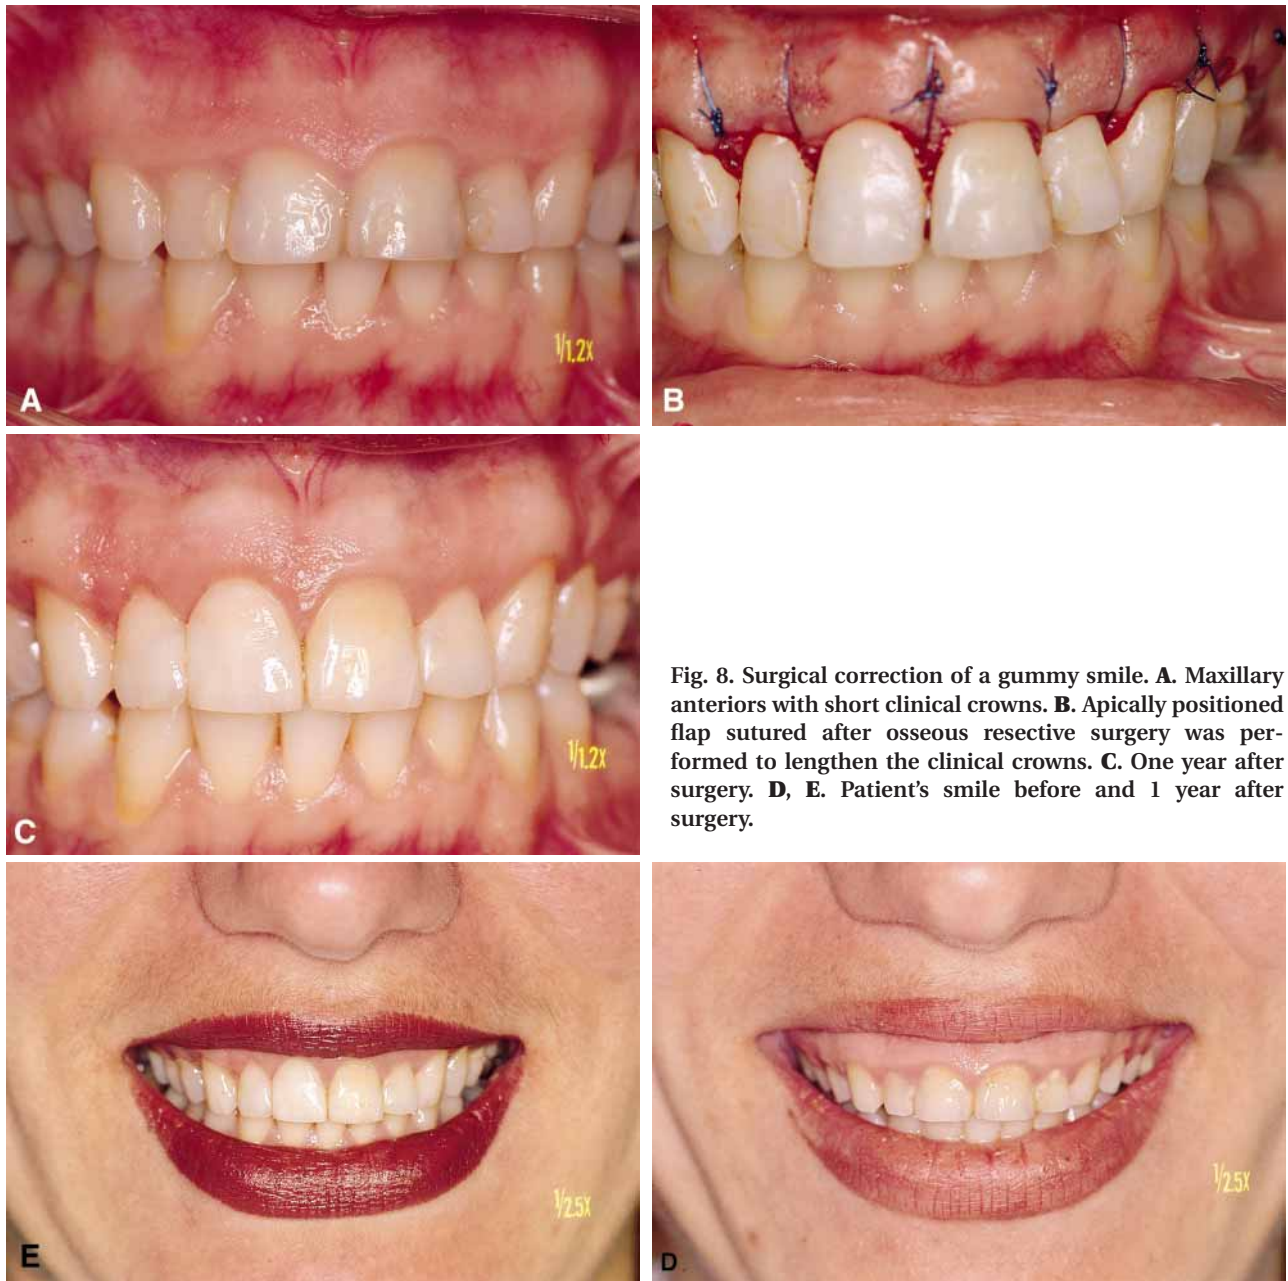 A
1/1.2X
B
C
1/1.2X
Fig. 8. Surgical correction of a gummy smile. A. Maxillary
anteriors with short clinical crowns. B. Apically positioned
flap sutured after osseous resective surgery was per-
formed to lengthen the clinical crowns. C. One year after
surgery. D, E. Patient's smile before and 1 year after
surgery.
E
1/2.5X
D
1/2.5X